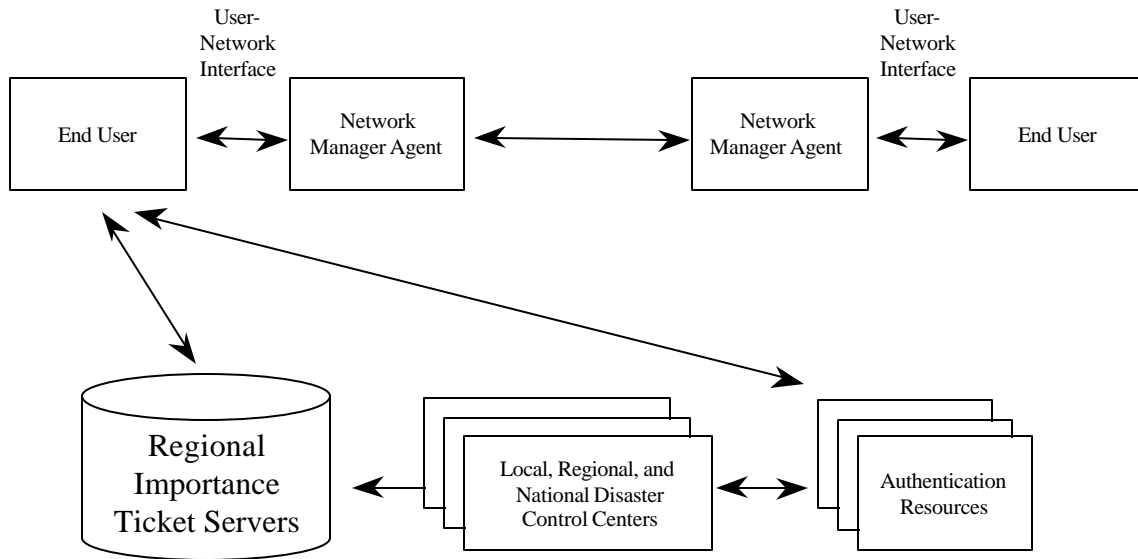 User-
Network
Interface
User-
Network
Interface
End User
Network
Manager Agent
Network
Manager Agent
End User
Regional
Importance
Ticket Servers
Local, Regional, and
National Disaster
Control Centers
Authentication
Resources